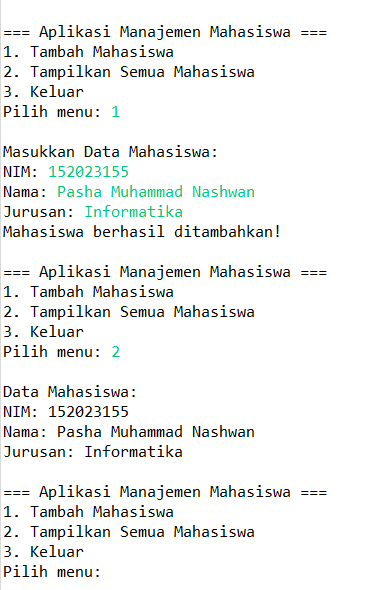 === Aplikasi Manajemen Mahasiswa ===
1. Tambah Mahasiswa
2. Tampilkan Semua Mahasiswa
3. Keluar
Pilih menu: 1
Masukkan Data Mahasiswa:
NIM: 152023155
Nama: Pasha Muhammad Nashwan
Jurusan: Informatika
Mahasiswa berhasil ditambahkan!
=== Aplikasi Manajemen Mahasiswa ===
1. Tambah Mahasiswa
2. Tampilkan Semua Mahasiswa
3. Keluar
Pilih menu: 2
Data Mahasiswa:
NIM: 152023155
Nama: Pasha Muhammad Nashwan
Jurusan: Informatika
=== Aplikasi Manajemen Mahasiswa ===
1. Tambah Mahasiswa
2. Tampilkan Semua Mahasiswa
3. Keluar
Pilih menu: